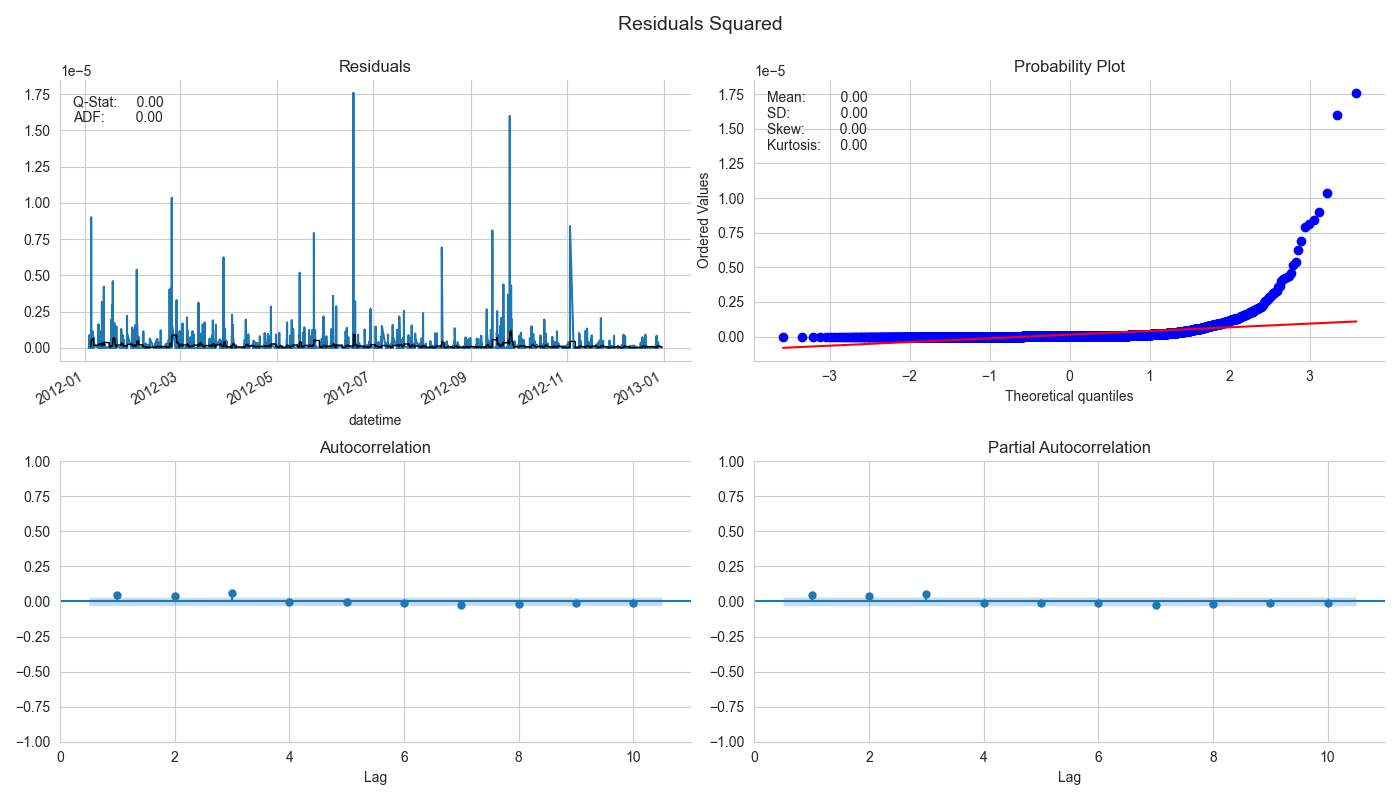 Residuals Squared
Residuals
1e−5
Q-Stat: 0.00
ADF: 0.00
1.75
1.50
1.25
1.00
0.75
0.50
0.25
0.00
2012-01
2012-03
2012-05
2012-07
2012-09
2012-11
2013-01
datetime
Probability Plot
1e−5
Mean: 0.00
SD: 0.00
Skew: 0.00
Kurtosis: 0.00
Ordered Values
1.75
1.50
1.25
1.00
0.75
0.50
0.25
0.00
−3 −2 −1 0 1 2 3
Theoretical quantiles
Autocorrelation
1.00
0.75
0.50
0.25
0.00
−0.25
−0.50
−0.75
−1.00
0 2 4 6 8 10
Lag
Partial Autocorrelation
1.00
0.75
0.50
0.25
0.00
−0.25
−0.50
−0.75
−1.00
0 2 4 6 8 10
Lag